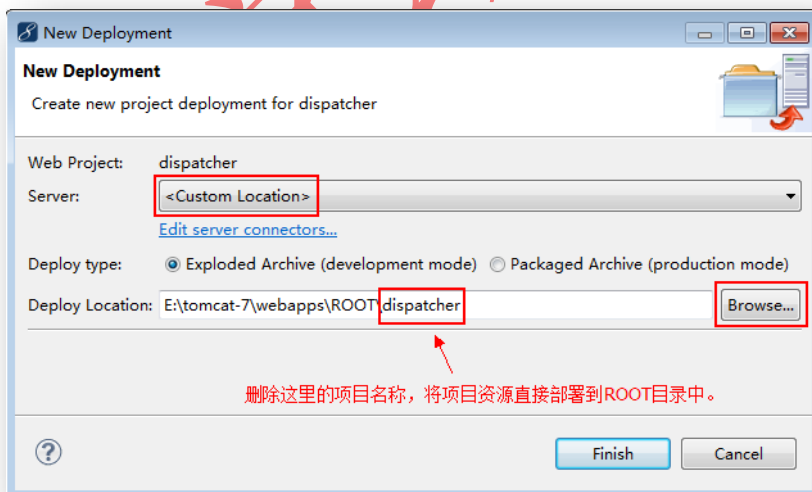 New Deployment
New Deployment
Create new project deployment for dispatcher
Web Project: dispatcher
Server: <Custom Location>
Edit server connectors...
Deploy type: Exploded Archive (development mode) Packaged Archive (production mode)
Deploy Location: E:\tomcat-7\webapps\ROOT\dispatcher Browse...
删除这里的项目名称，将项目资源直接部署到ROOT目录中。
Finish Cancel